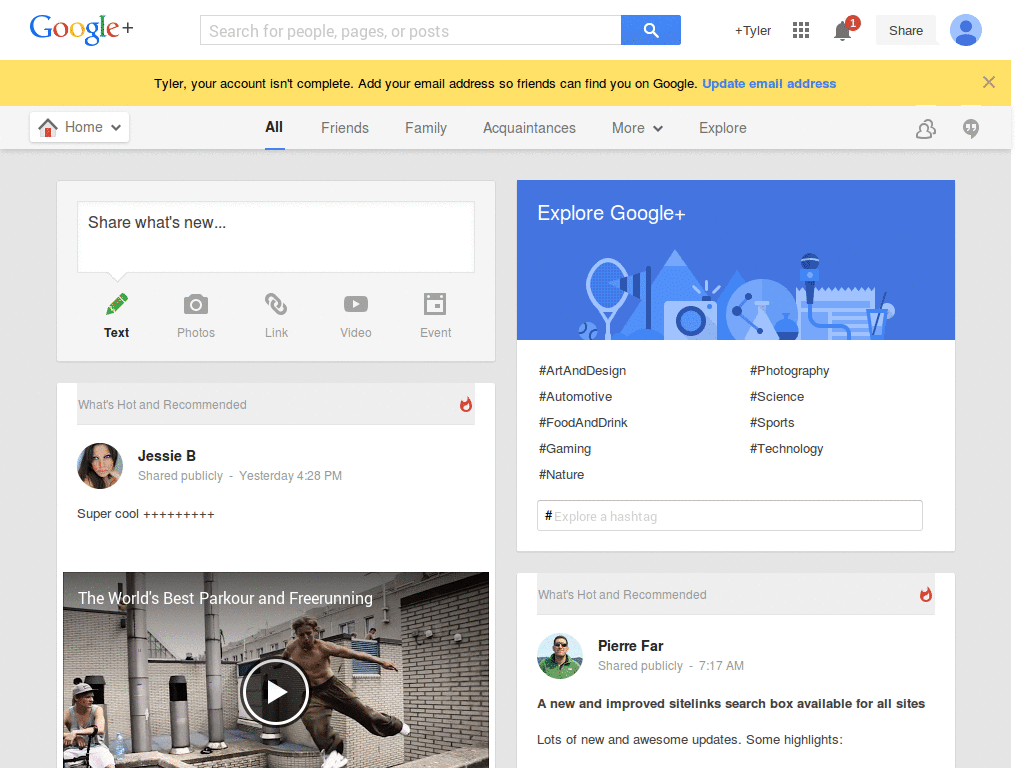 Google+
Search for people, pages, or posts
+Tyler
1
Share
Tyler, your account isn't complete. Add your email address so friends can find you on Google. Update email address
Home
All
Friends
Family
Acquaintances
More
Explore
Share what's new...
Text
Photos
Link
Video
Event
What's Hot and Recommended
Jessie B
Shared publicly - Yesterday 4:28 PM
Super cool +++++++++
The World's Best Parkour and Freerunning
Explore Google+
#ArtAndDesign
#Automotive
#FoodAndDrink
#Gaming
#Nature
#Photography
#Science
#Sports
#Technology
# Explore a hashtag
What's Hot and Recommended
Pierre Far
Shared publicly - 7:17 AM
A new and improved sitelinks search box available for all sites
Lots of new and awesome updates. Some highlights: